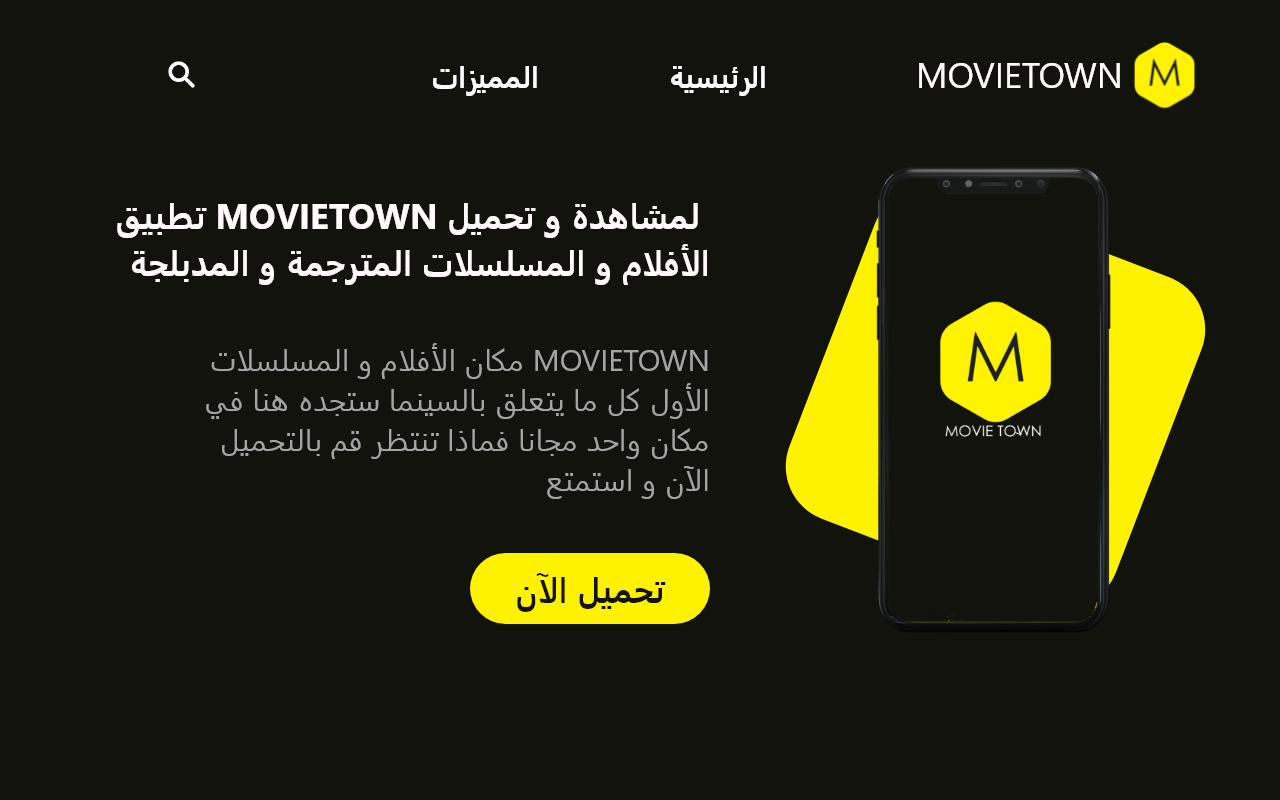 MOVIETOWN
الرئيسية
المميزات
لمشاهدة و تحميل MOVIETOWN تطبيق
الأفلام و المسلسلات المترجمة و المدبلجة
MOVIETOWN مكان الأفلام و المسلسلات
الأول كل ما يتعلق بالسينما ستجده هنا في
مكان واحد مجانا فماذا تنتظر قم بالتحميل
الآن و استمتع
تحميل الآن
M
M
MOVIE TOWN